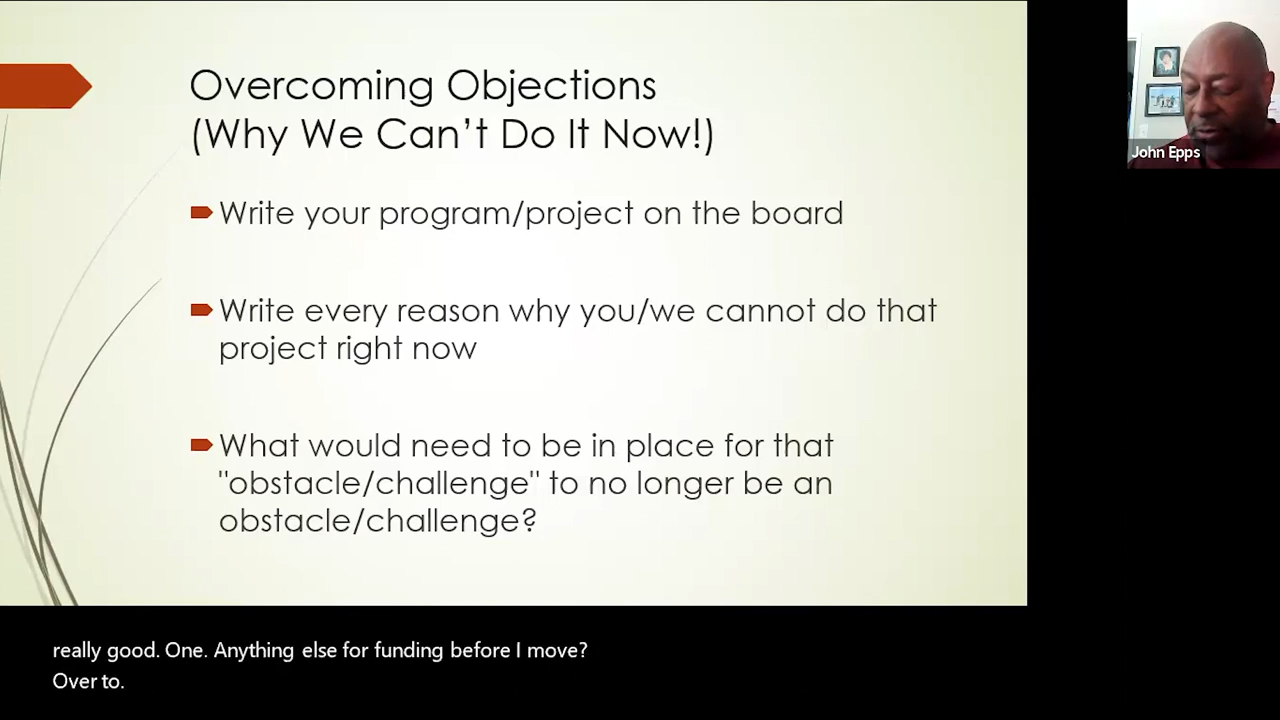 Overcoming Objections
(Why We Can’t Do It Now!)
Write your program/project on the board
Write every reason why you/we cannot do that
project right now
What would need to be in place for that
"obstacle/challenge" to no longer be an
obstacle/challenge?
John Epps
really good. One. Anything else for funding before I move?
Over to.